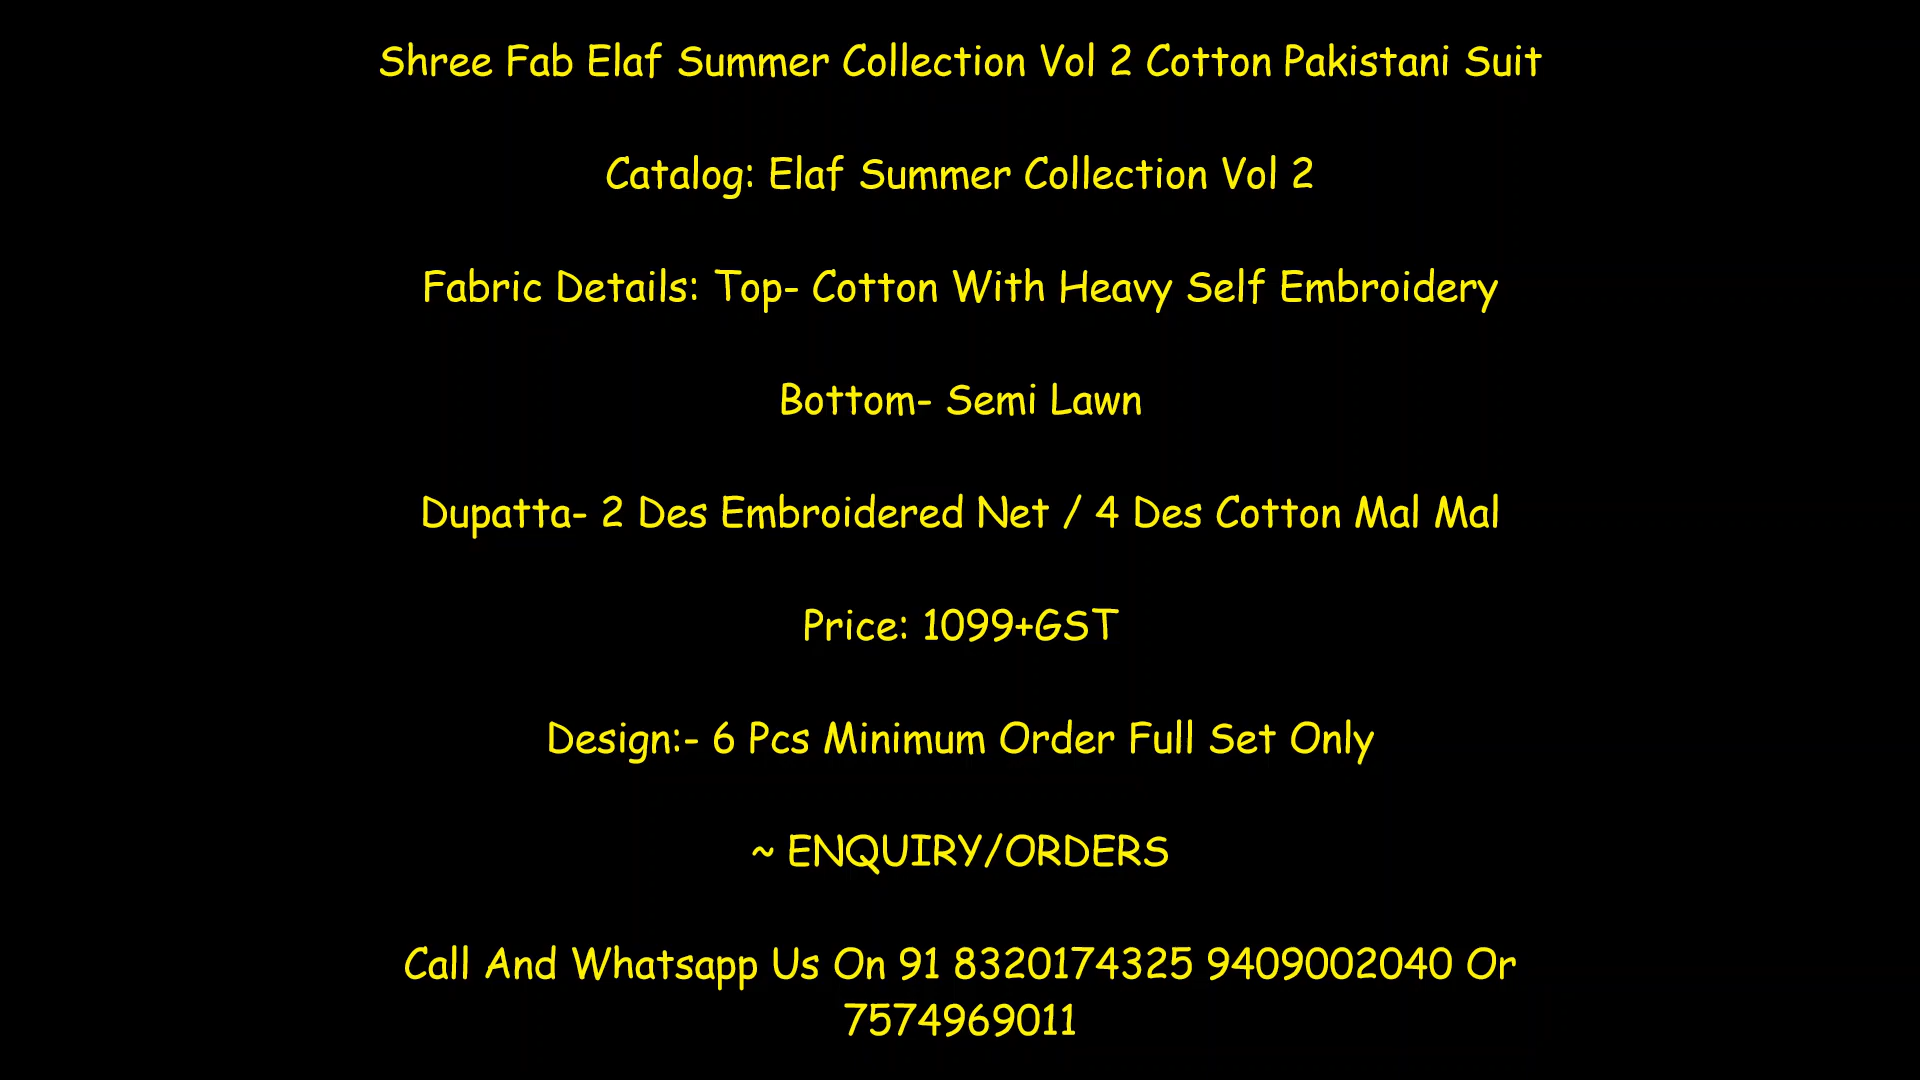 Shree Fab Elaf Summer Collection Vol 2 Cotton Pakistani Suit
Catalog: Elaf Summer Collection Vol 2
Fabric Details: Top- Cotton With Heavy Self Embroidery
Bottom- Semi Lawn
Dupatta- 2 Des Embroidered Net / 4 Des Cotton Mal Mal
Price: 1099+GST
Design:- 6 Pcs Minimum Order Full Set Only
~ ENQUIRY/ORDERS
Call And Whatsapp Us On 91 8320174325 9409002040 Or
7574969011